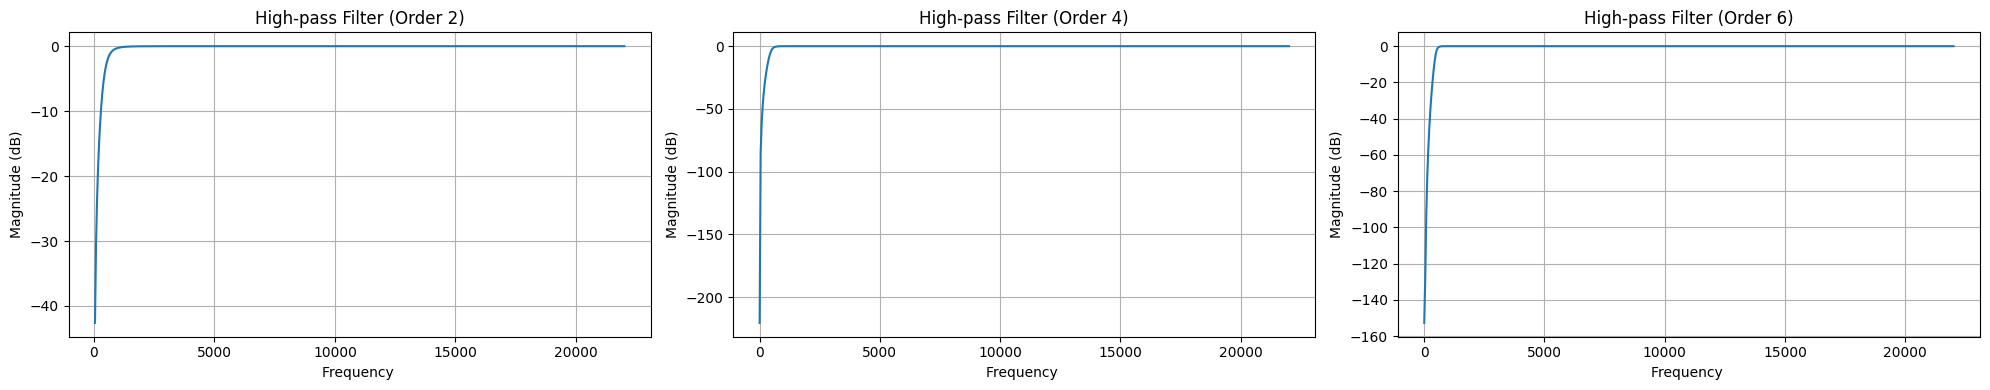 High-pass Filter (Order 2)
0
−10
−20
−30
−40
Magnitude (dB)
0 5000 10000 15000 20000
Frequency
High-pass Filter (Order 4)
0
−50
−100
−150
−200
Magnitude (dB)
0 5000 10000 15000 20000
Frequency
High-pass Filter (Order 6)
0
−20
−40
−60
−80
−100
−120
−140
−160
Magnitude (dB)
0 5000 10000 15000 20000
Frequency